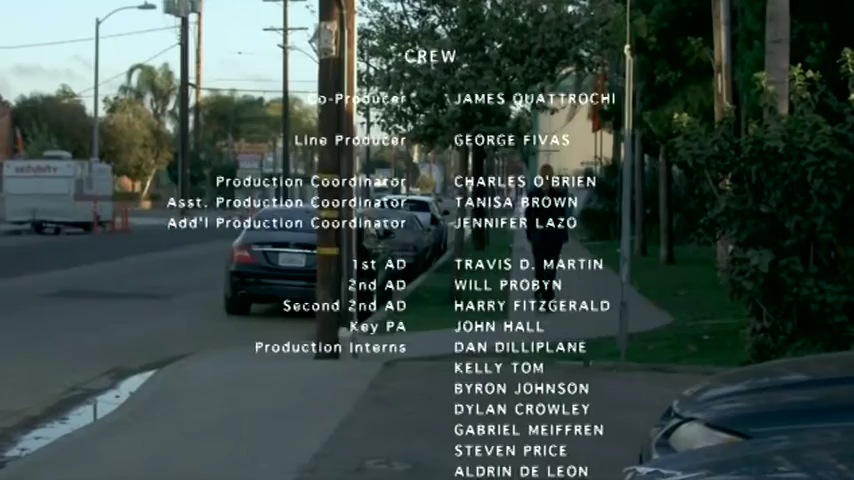 CREW
Co-Producer JAMES QUATTROCHI
Line Producer GEORGE FIVAS
Production Coordinator CHARLES O'BRIEN
Asst. Production Coordinator TANISA BROWN
Add'l Production Coordinator JENNIFER LAZO
1st AD TRAVIS D. MARTIN
2nd AD WILL PROBYN
Second 2nd AD HARRY FITZGERALD
Key PA JOHN HALL
Production Interns DAN DILLIPLANE
KELLY TOM
BYRON JOHNSON
DYLAN CROWLEY
GABRIEL MEIFFREN
STEVEN PRICE
ALDRIN DE LEON
SECURITY